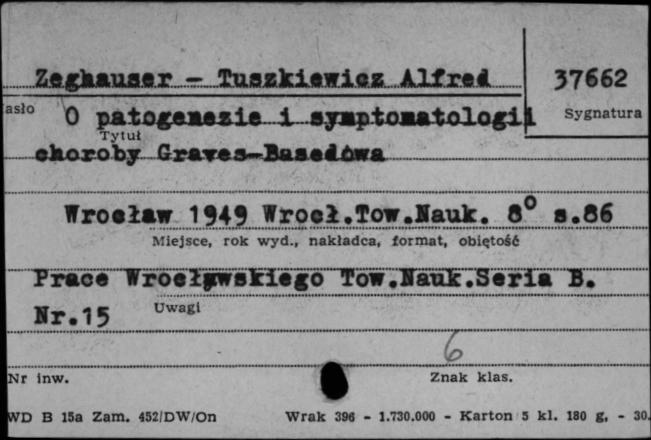 Zeghauser - Tuszkiewicz Alfred
37662
asło
O patogenezie i symptomatologii
Sygnatura
Tytuł
choroby Graves-Basedowa
Wrocław 1949 Wrocł.Tow.Nauk. 8° s.86
Miejsce, rok wyd., nakładca, format, objętość
Prace Wrocławskiego Tow.Nauk.Seria B.
Nr.15
Uwagi
6
Nr inw.
Znak klas.
WD B 15a Zam. 452/DW/On
Wrak 396 - 1.730.000 - Karton 5 kl. 180 g, - 30.